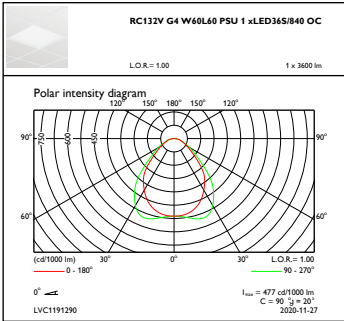 RC132V G4 W60L60 PSU 1 xLED36S/840 OC
L.O.R.= 1.00 1 x 3600 lm
Polar intensity diagram
120° 150° 180° 150° 120°
90° 750 600 450 90°
60° 60°
(cd/1000 lm) 30° 0° 30° L.O.R.= 1.00
0 - 180° 90 - 270°
0° Imax = 477 cd/1000 lm
C = 90 °g = 20°
LVC1191290 2020-11-27